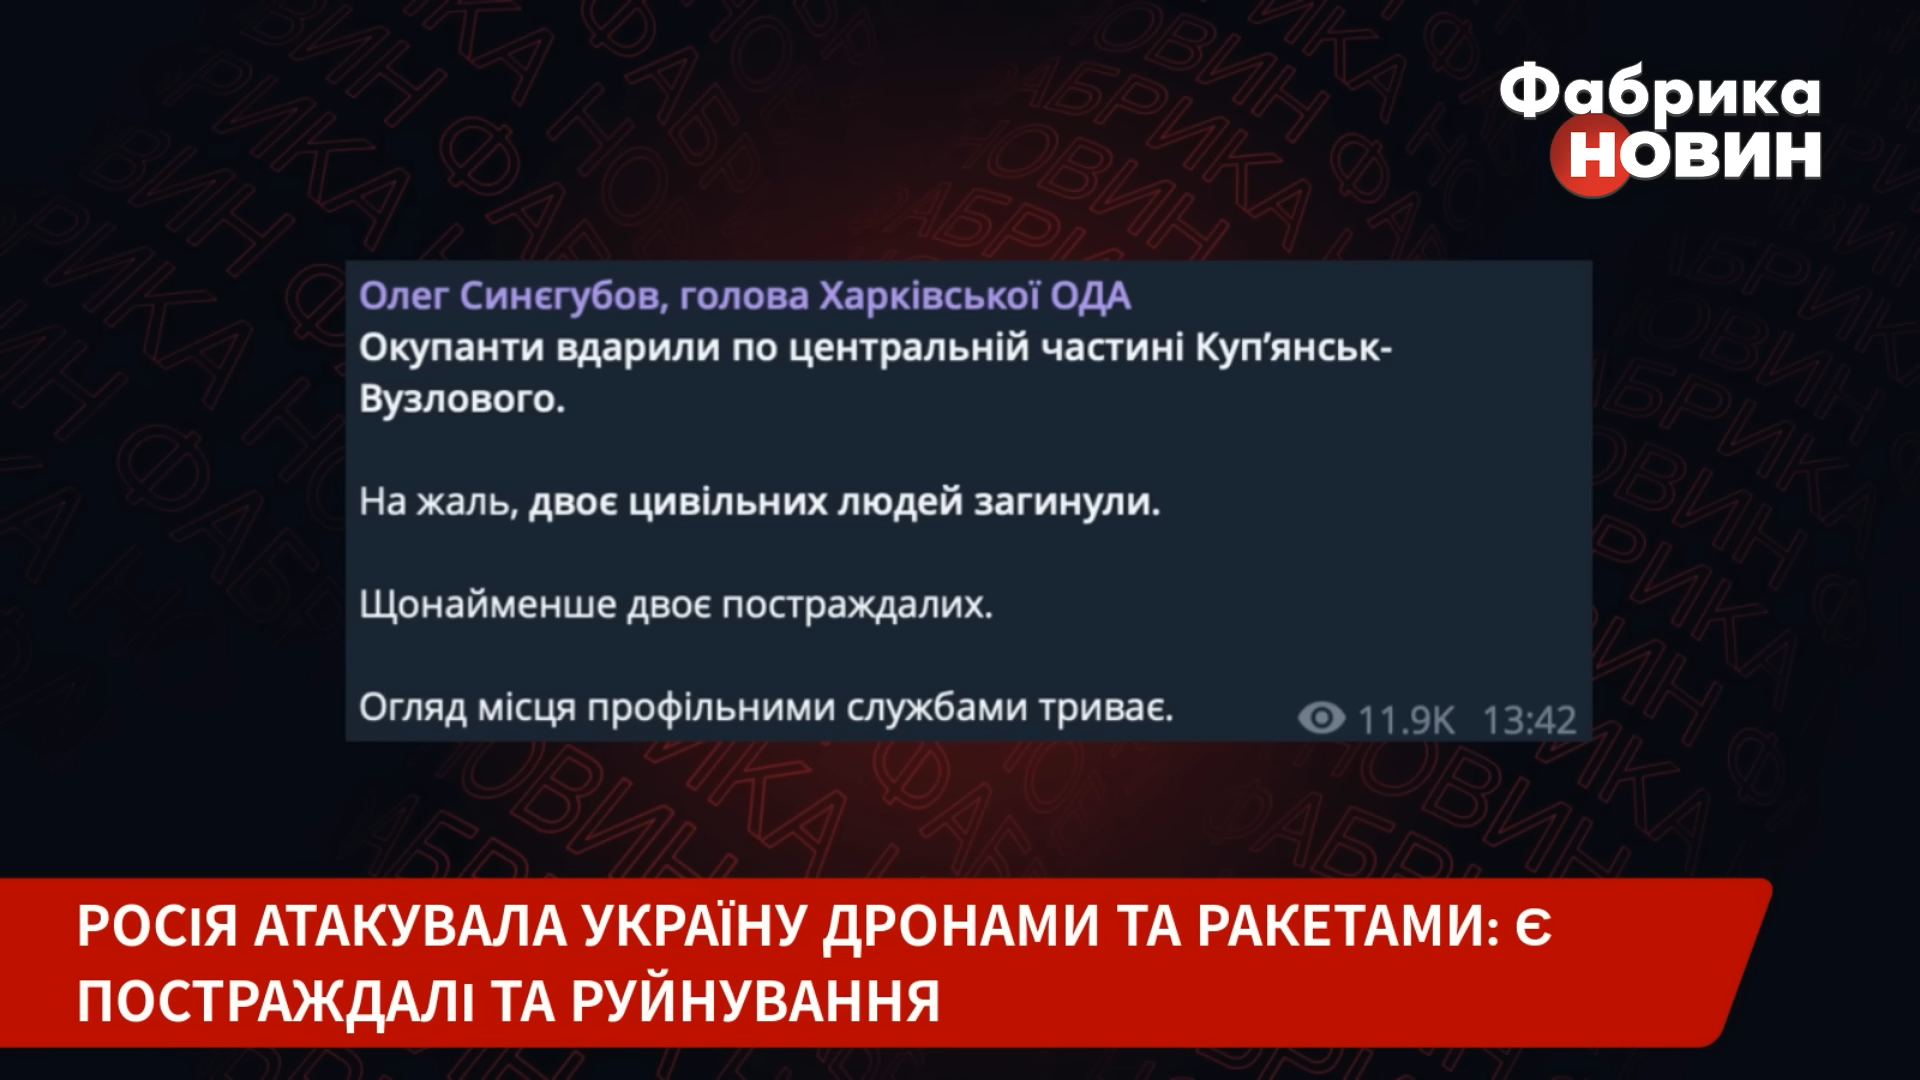 Фабрика
новин
Олег Синєгубов, голова Харківської ОДА
Окупанти вдарили по центральній частині Куп’янськ-
Вузлового.
На жаль, двоє цивільних людей загинули.
Щонайменше двоє постраждалих.
Огляд місця профільними службами триває.
11.9K 13:42
РОСІЯ АТАКУВАЛА УКРАЇНУ ДРОНАМИ ТА РАКЕТАМИ: Є
ПОСТРАЖДАЛІ ТА РУЙНУВАННЯ